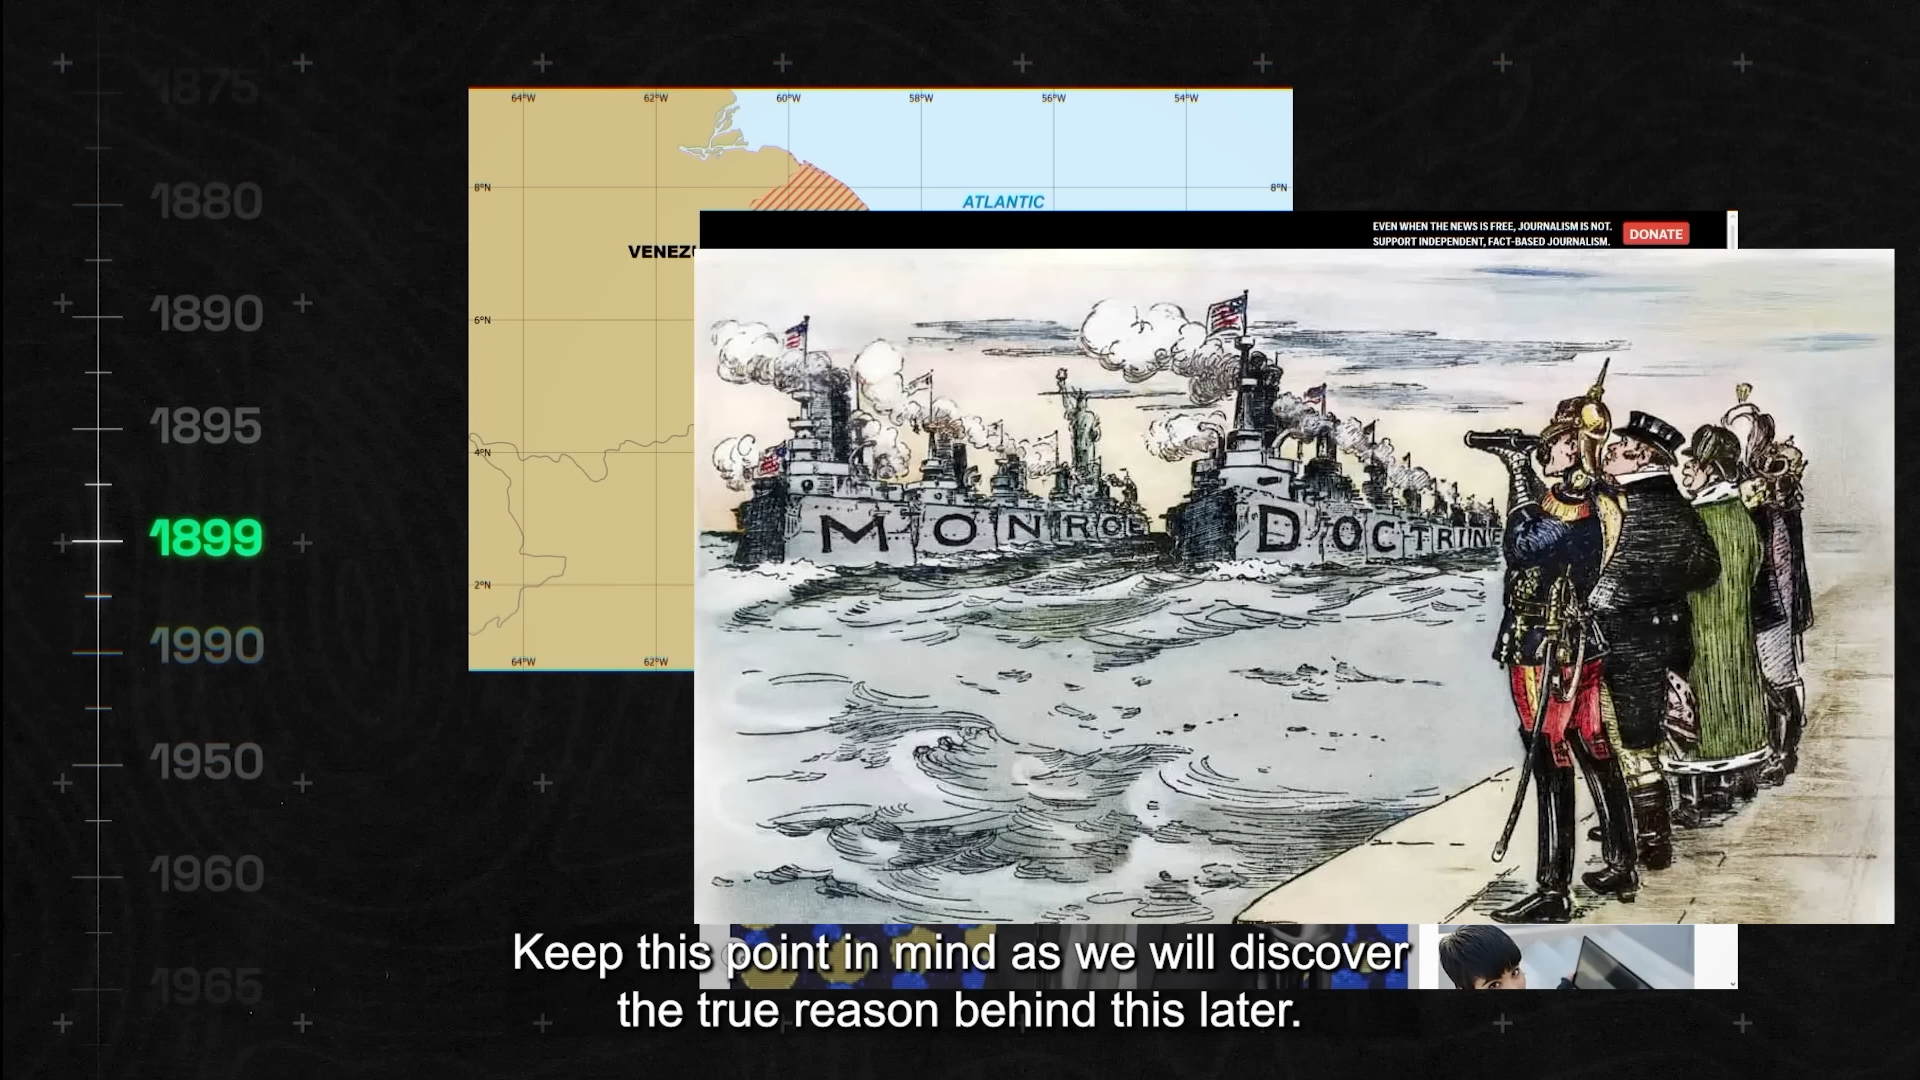 1875
1880
1890
1895
1899
1990
1950
1960
1965
64°W 62°W 60°W 58°W 56°W 54°W
8°N 8°N
ATLANTIC
VENEZU
6°N
4°N
2°N
64°W 62°W
EVEN WHEN THE NEWS IS FREE, JOURNALISM IS NOT.
SUPPORT INDEPENDENT, FACT-BASED JOURNALISM.
DONATE
MONROE DOCTRINE
Keep this point in mind as we will discover
the true reason behind this later.